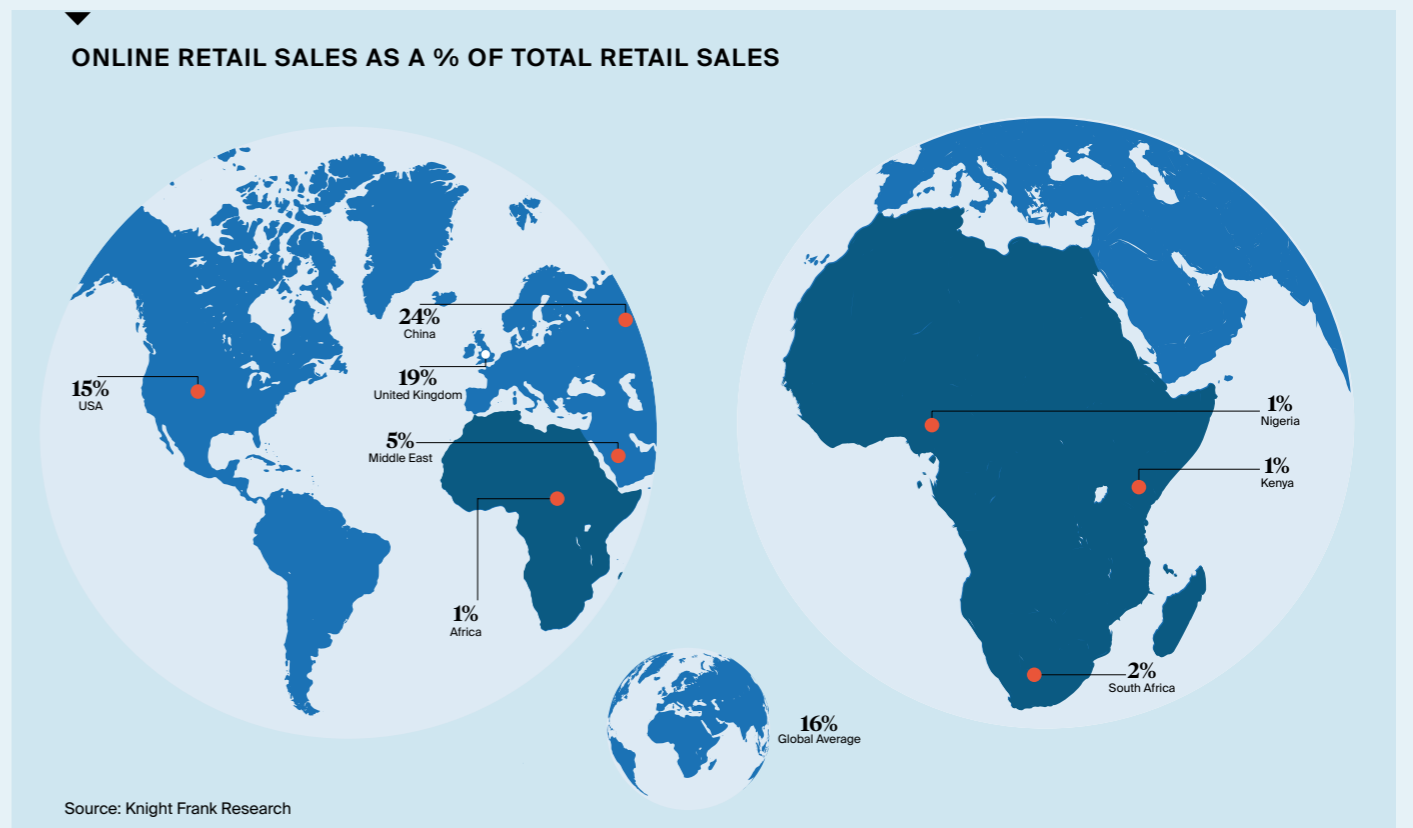 ONLINE RETAIL SALES AS A % OF TOTAL RETAIL SALES
24%
China
19%
United Kingdom
15%
USA
5%
Middle East
1%
Africa
1%
Nigeria
1%
Kenya
2%
South Africa
16%
Global Average
Source: Knight Frank Research